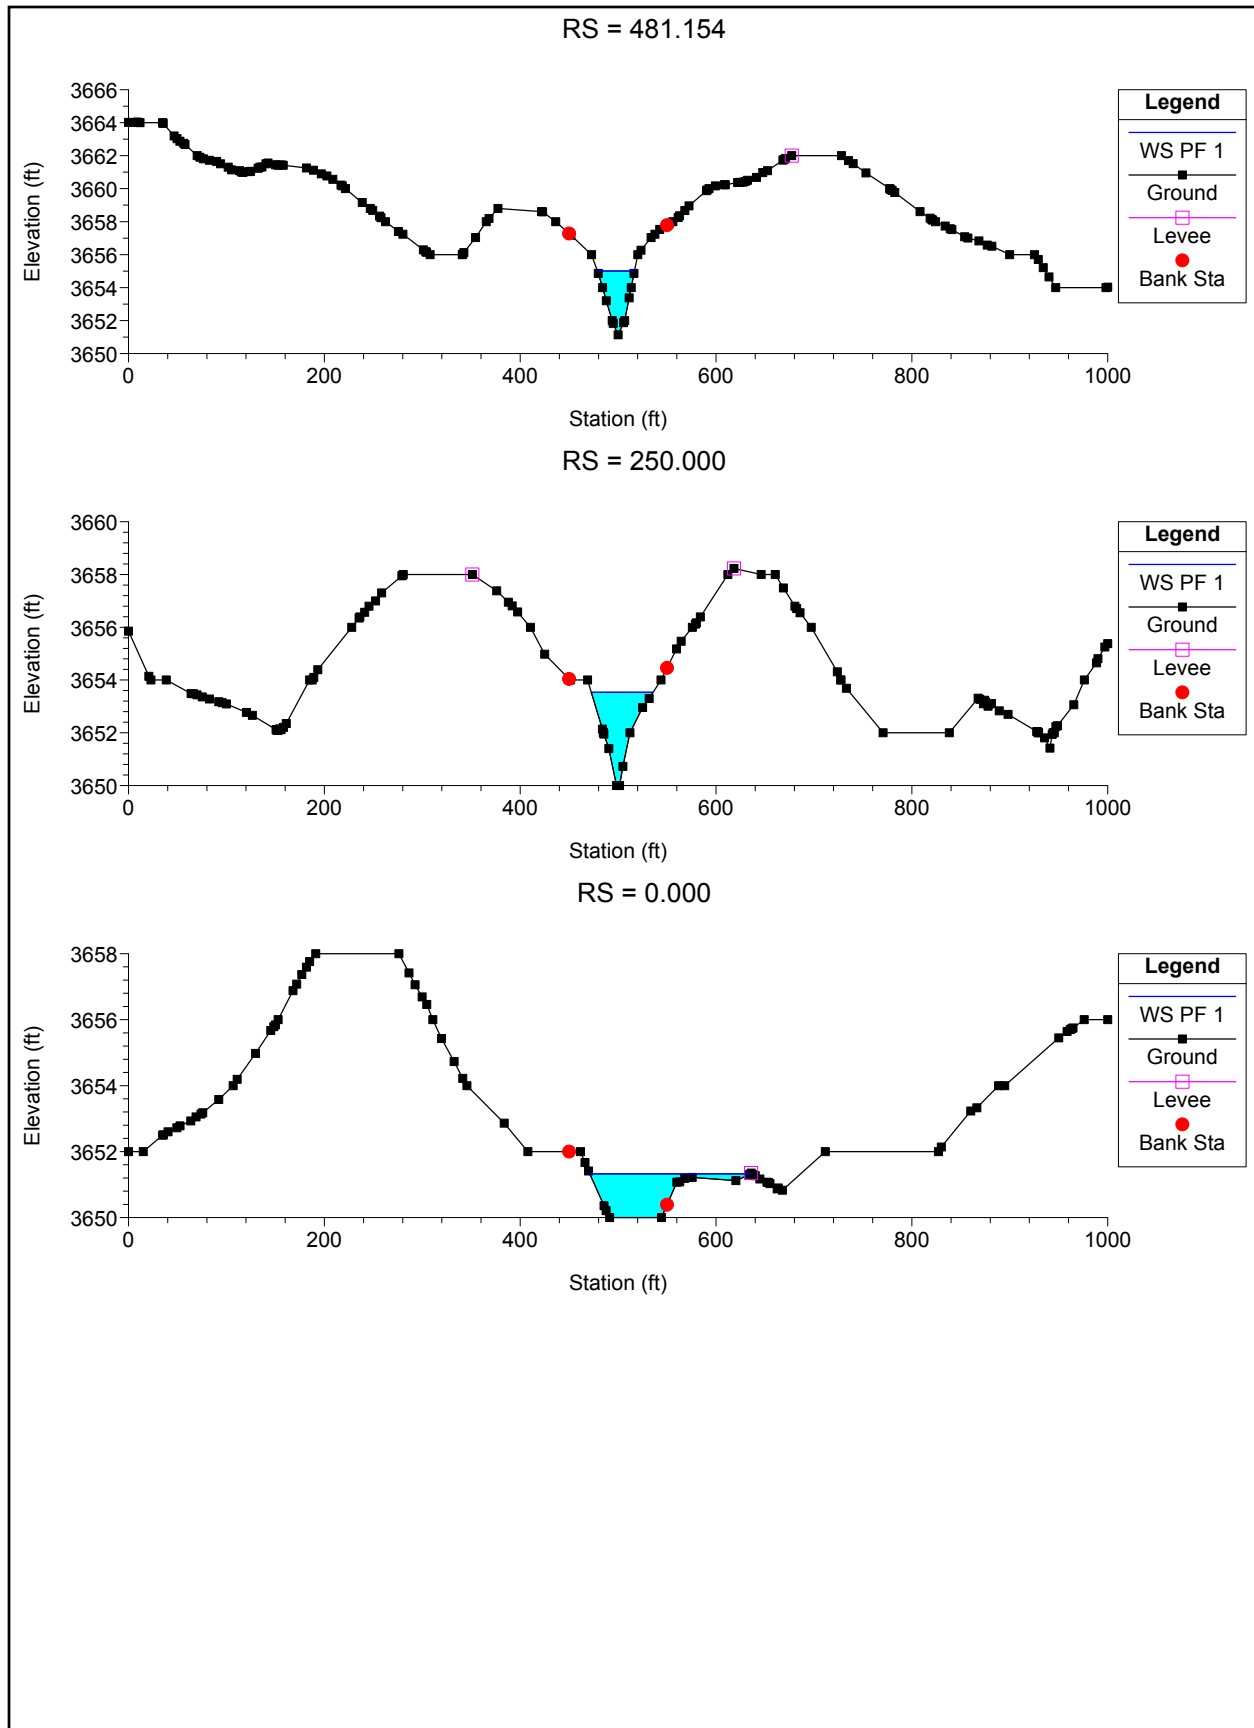 RS = 481.154
3666
3664
3662
3660
3658
3656
3654
3652
3650
Elevation (ft)
0 200 400 600 800 1000
Station (ft)
Legend
WS PF 1
Ground
Levee
Bank Sta
RS = 250.000
3660
3658
3656
3654
3652
3650
Elevation (ft)
0 200 400 600 800 1000
Station (ft)
Legend
WS PF 1
Ground
Levee
Bank Sta
RS = 0.000
3658
3656
3654
3652
3650
Elevation (ft)
0 200 400 600 800 1000
Station (ft)
Legend
WS PF 1
Ground
Levee
Bank Sta